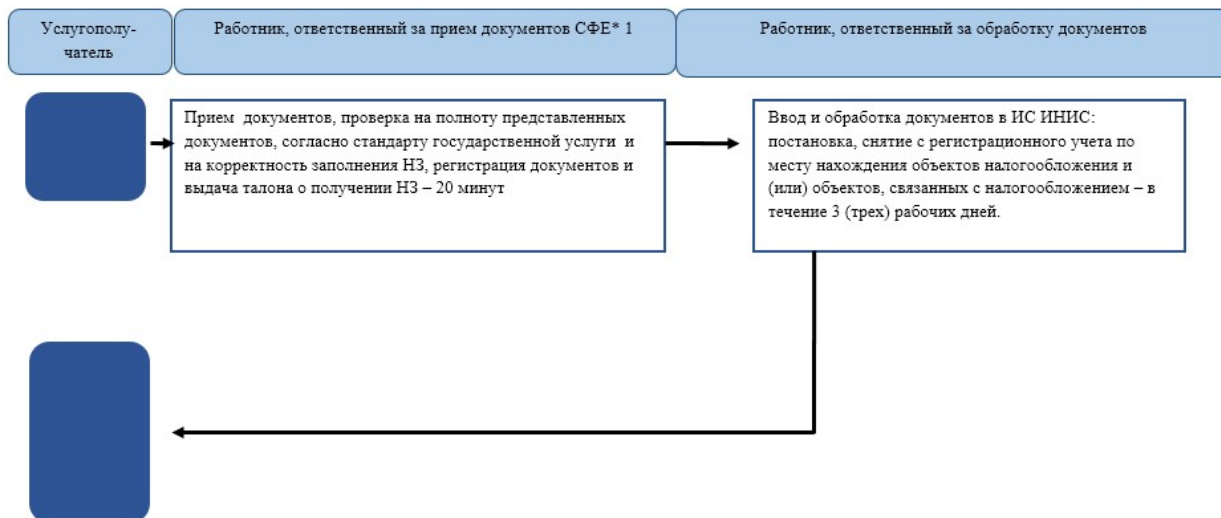 Услугополу-
чатель
Работник, ответственный за прием документов СФЕ* 1
Работник, ответственный за обработку документов
Прием  документов, проверка на полноту представленных
документов, согласно стандарту государственной услуги  и
на корректность заполнения НЗ, регистрация документов и
выдача талона о получении НЗ – 20 минут
Ввод и обработка документов в ИС ИНИС:
постановка, снятие с регистрационного учета по
месту нахождения объектов налогообложения и
(или) объектов, связанных с налогообложением – в
течение 3 (трех) рабочих дней.